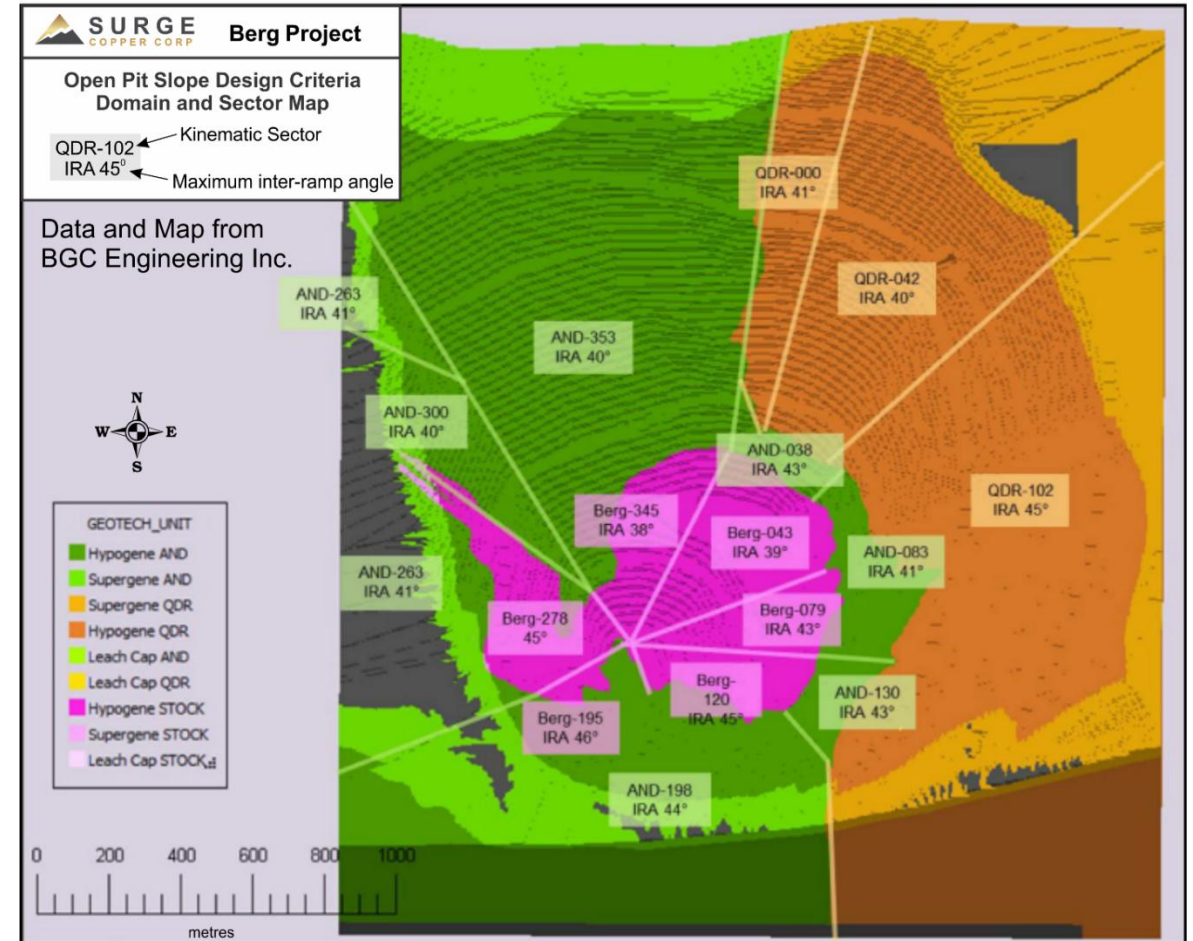 SURGE
COPPER CORP
Berg Project
Open Pit Slope Design Criteria
Domain and Sector Map
QDR-102
IRA 45⁰
Kinematic Sector
Maximum inter-ramp angle
Data and Map from
BGC Engineering Inc.
QDR-000
IRA 41°
QDR-042
IRA 40°
AND-263
IRA 41°
AND-353
IRA 40°
AND-300
IRA 40°
AND-038
IRA 43°
QDR-102
IRA 45°
Berg-345
IRA 38°
Berg-043
IRA 39°
AND-083
IRA 41°
AND-263
IRA 41°
Berg-278
45°
Berg-079
IRA 43°
Berg-
120
IRA 45°
AND-130
IRA 43°
Berg-195
IRA 46°
AND-198
IRA 44°
N
W
E
S
GEOTECH_UNIT
Hypogene AND
Supergene AND
Supergene QDR
Hypogene QDR
Leach Cap AND
Leach Cap QDR
Hypogene STOCK
Supergene STOCK
Leach Cap STOCK
0 200 400 600 800 1000
metres